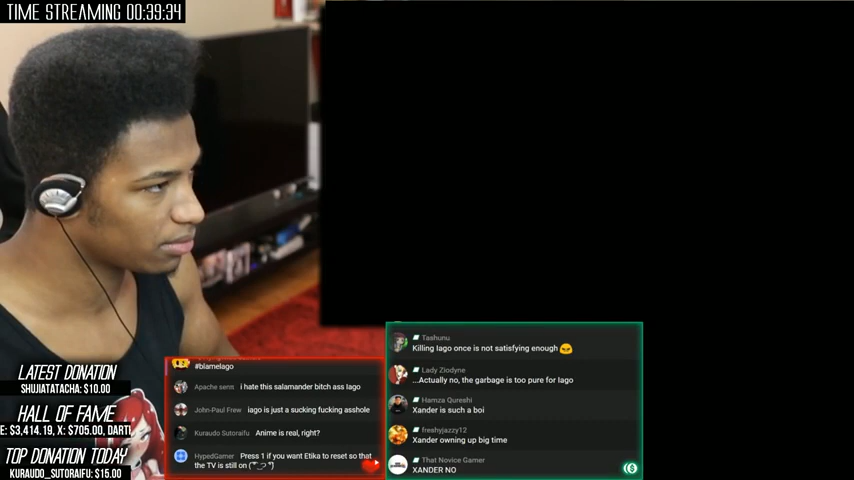 TIME STREAMING 00:39:34
LATEST DONATION
SHUJIATATACHA: $10.00
HALL OF FAME
E: $3,414.19, X: $705.00, DARTI
TOP DONATION TODAY
KURAUDO_SUTORAIFU: $15.00
#blamelago
Apache sens i hate this salamander bitch ass Iago
John-Paul Frew iago is just a sucking fucking asshole
Kuraudo Sutoraifu Anime is real, right?
HypedGamer Press 1 if you want Etika to reset so that
the TV is still on
Tashunu
Killing Iago once is not satisfying enough
Lady Ziodyne
...Actually no, the garbage is too pure for Iago
Hamza Qureshi
Xander is such a boi
freshyjazzy12
Xander owning up big time
That Novice Gamer
XANDER NO